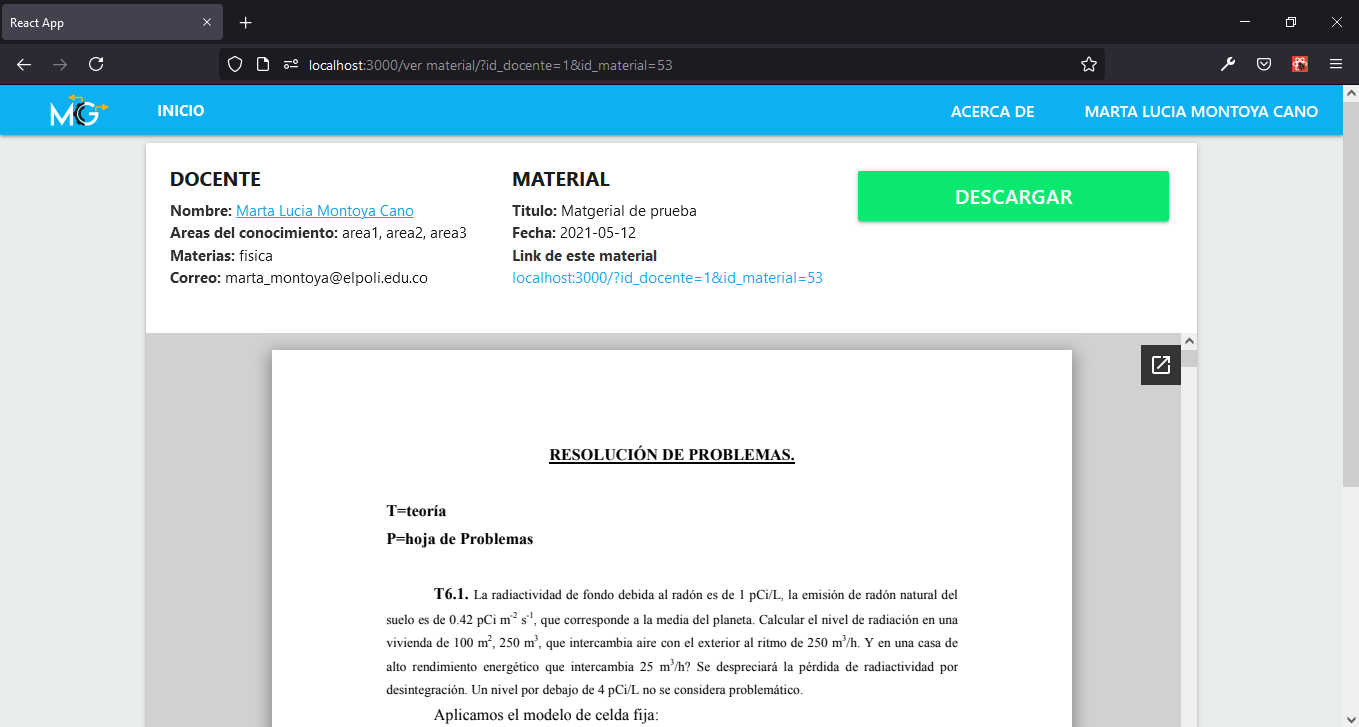 React App
localhost:3000/ver material/?id_docente=1&id_material=53
MG INICIO ACERCA DE MARTA LUCIA MONTOYA CANO
DOCENTE
Nombre: Marta Lucia Montoya Cano
Areas del conocimiento: area1, area2, area3
Materias: fisica
Correo: marta_montoya@elpoli.edu.co
MATERIAL
Titulo: Matgerial de prueba
Fecha: 2021-05-12
Link de este material
localhost:3000/?id_docente=1&id_material=53
DESCARGAR
RESOLUCIÓN DE PROBLEMAS.
T=teoría
P=hoja de Problemas
T6.1. La radiactividad de fondo debida al radón es de 1 pCi/L, la emisión de radón natural del
suelo es de 0.42 pCi m⁻² s⁻¹, que corresponde a la media del planeta. Calcular el nivel de radiación en una
vivienda de 100 m², 250 m³, que intercambia aire con el exterior al ritmo de 250 m³/h. Y en una casa de
alto rendimiento energético que intercambia 25 m³/h? Se despreciará la pérdida de radiactividad por
desintegración. Un nivel por debajo de 4 pCi/L no se considera problemático.
Aplicamos el modelo de celda fija: